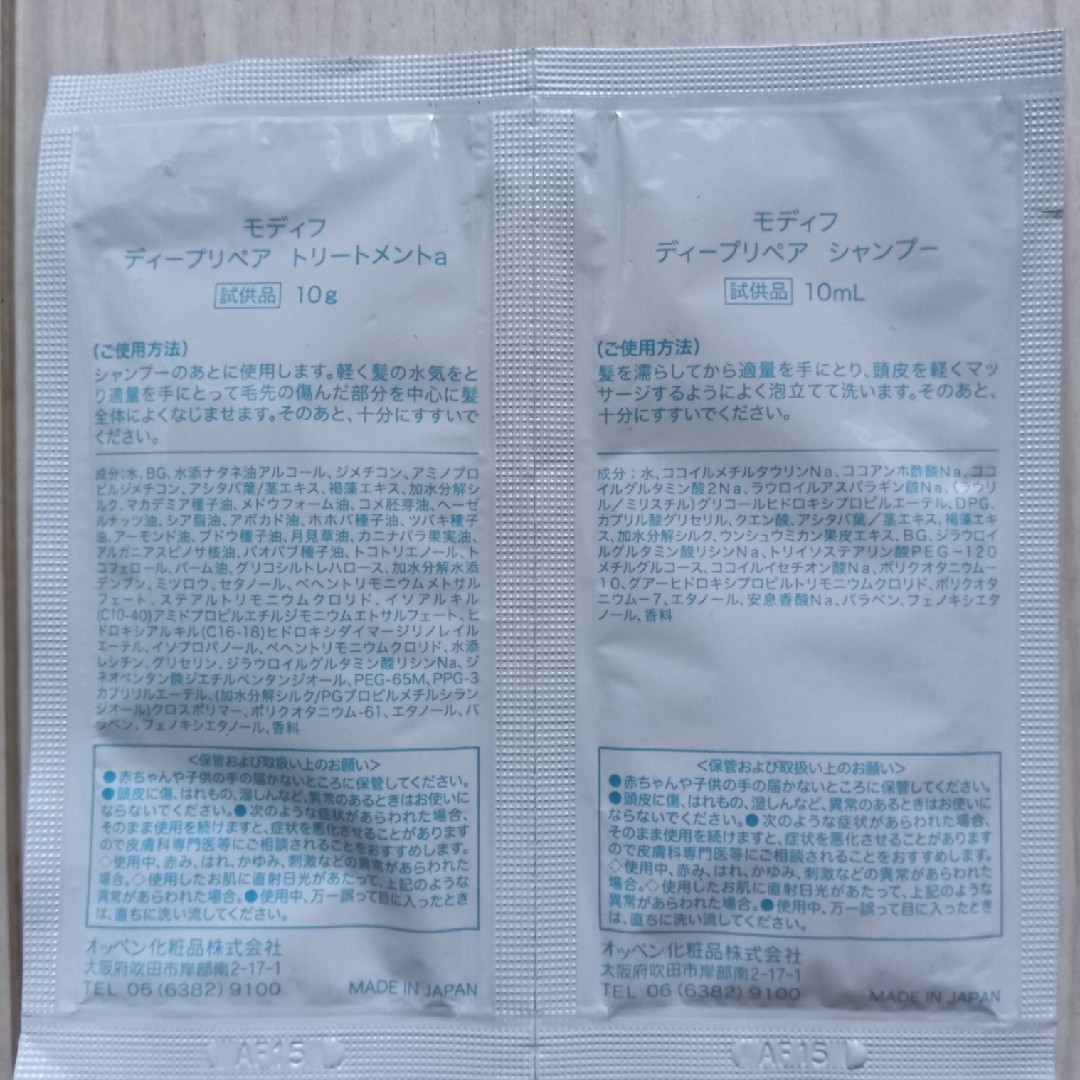 モディフ
ディープリペア トリートメントa
試供品 10g
(ご使用方法)
シャンプーのあとに使用します。軽く髪の水気をと
り適量を手にとって毛先の傷んだ部分を中心に髪
全体によくなじませます。そのあと、十分にすすいで
ください。
成分:水、BG、水添ナタネ油アルコール、ジメチコン、アミノプロ
ピルジメチコン、アシタバ葉/茎エキス、褐藻エキス、加水分解シ
ルク、マカデミア種子油、メドウフォーム油、コメ胚芽油、ヘーゼ
ルナッツ油、シア脂油、アボカド油、ホホバ種子油、ツバキ種子
油、アーモンド油、ブドウ種子油、月見草油、カニナバラ果実油、
アルガニアスピノサ核油、バオバブ種子油、トコトリエノール、ト
コフェロール、パーム油、グリコシルトレハロース、加水分解水添
デンプン、ミツロウ、セタノール、ベヘントリモニウムメトサル
フェート、ステアルトリモニウムクロリド、イソアルキル
(C10-40)アミドプロピルエチルジモニウムエトサルフェート、ヒ
ドロキシアルキル(C16-18)ヒドロキシダイマージリノレイル
エーテル、イソプロパノール、ベヘントリモニウムクロリド、水添
レシチン、グリセリン、ジラウロイルグルタミン酸リシンNa、ジ
ネオペンタン酸ジエチルペンタンジオール、PEG-65M、PPG-3
カプリリルエーテル、(加水分解シルク/PGプロピルメチルシラン
ジオール)クロスポリマー、ポリクオタニウム-61、エタノール、パ
ラベン、フェノキシエタノール、香料
<保管および取扱い上のお願い>
●赤ちゃんや子供の手の届かないところに保管してください。
●頭皮に傷、はれもの、湿しんなど、異常のあるときはお使いに
ならないでください。●次のような症状があらわれた場合、
そのまま使用を続けますと、症状を悪化させることがあります
ので皮膚科専門医等にご相談されることをおすすめします。
◇使用中、赤み、はれ、かゆみ、刺激などの異常があらわれた
場合。◇使用したお肌に直射日光があたって、上記のような
異常があらわれた場合。●使用中、万一誤って目に入ったとき
は、直ちに洗い流してください。
オッペン化粧品株式会社
大阪府吹田市岸部南2-17-1
TEL 06(6382)9100 MADE IN JAPAN
AF15
モディフ
ディープリペア シャンプー
試供品 10mL
(ご使用方法)
髪を濡らしてから適量を手にとり、頭皮を軽くマッ
サージするようによく泡立てて洗います。そのあと、
十分にすすいでください。
成分:水、ココイルメチルタウリンNa、ココアンホ酢酸Na、ココ
イルグルタミン酸2Na、ラウロイルアスパラギン酸Na、(ラウリ
ル/ミリスチル)グリコールヒドロキシプロピルエーテル、DPG、
カプリル酸グリセリル、クエン酸、アシタバ葉/茎エキス、褐藻エキ
ス、加水分解シルク、ウンシュウミカン果皮エキス、BG、ジラウロイ
ルグルタミン酸リシンNa、トリイソステアリン酸PEG-120
メチルグルコース、ココイルイセチオン酸Na、ポリクオタニウム-
10、グアーヒドロキシプロピルトリモニウムクロリド、ポリクオタ
ニウム-7、エタノール、安息香酸Na、パラベン、フェノキシエタ
ノール、香料
<保管および取扱い上のお願い>
●赤ちゃんや子供の手の届かないところに保管してください。
●頭皮に傷、はれもの、湿しんなど、異常のあるときはお使いに
ならないでください。●次のような症状があらわれた場合、
そのまま使用を続けますと、症状を悪化させることがあります
ので皮膚科専門医等にご相談されることをおすすめします。
◇使用中、赤み、はれ、かゆみ、刺激などの異常があらわれた
場合。◇使用したお肌に直射日光があたって、上記のような
異常があらわれた場合。●使用中、万一誤って目に入ったとき
は、直ちに洗い流してください。
オッペン化粧品株式会社
大阪府吹田市岸部南2-17-1
TEL 06(6382)9100 MADE IN JAPAN
AF15